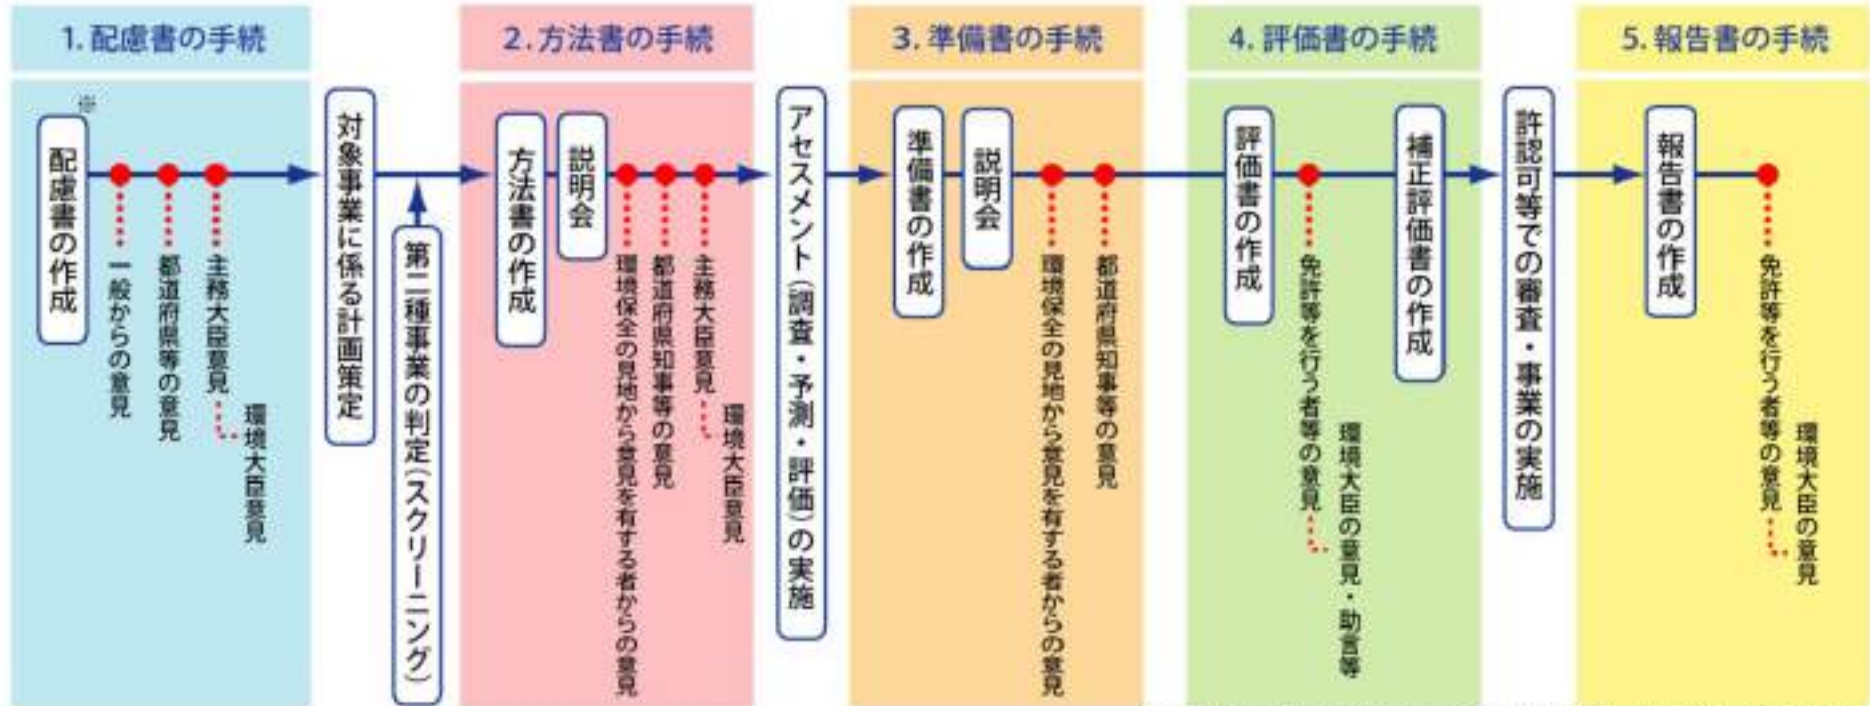 1. 配慮書の手続
※
配慮書の作成
一般からの意見
都道府県等の意見
主務大臣意見
環境大臣意見
対象事業に係る計画策定
第二種事業の判定(スクリーニング)
2. 方法書の手続
方法書の作成
説明会
環境保全の見地から意見を有する者からの意見
都道府県知事等の意見
主務大臣意見
環境大臣意見
アセスメント(調査・予測・評価)の実施
3. 準備書の手続
準備書の作成
説明会
環境保全の見地から意見を有する者からの意見
都道府県知事等の意見
4. 評価書の手続
評価書の作成
免許等を行う者等の意見
環境大臣の意見・助言等
補正評価書の作成
許認可等での審査・事業の実施
5. 報告書の手続
報告書の作成
免許等を行う者等の意見
環境大臣の意見